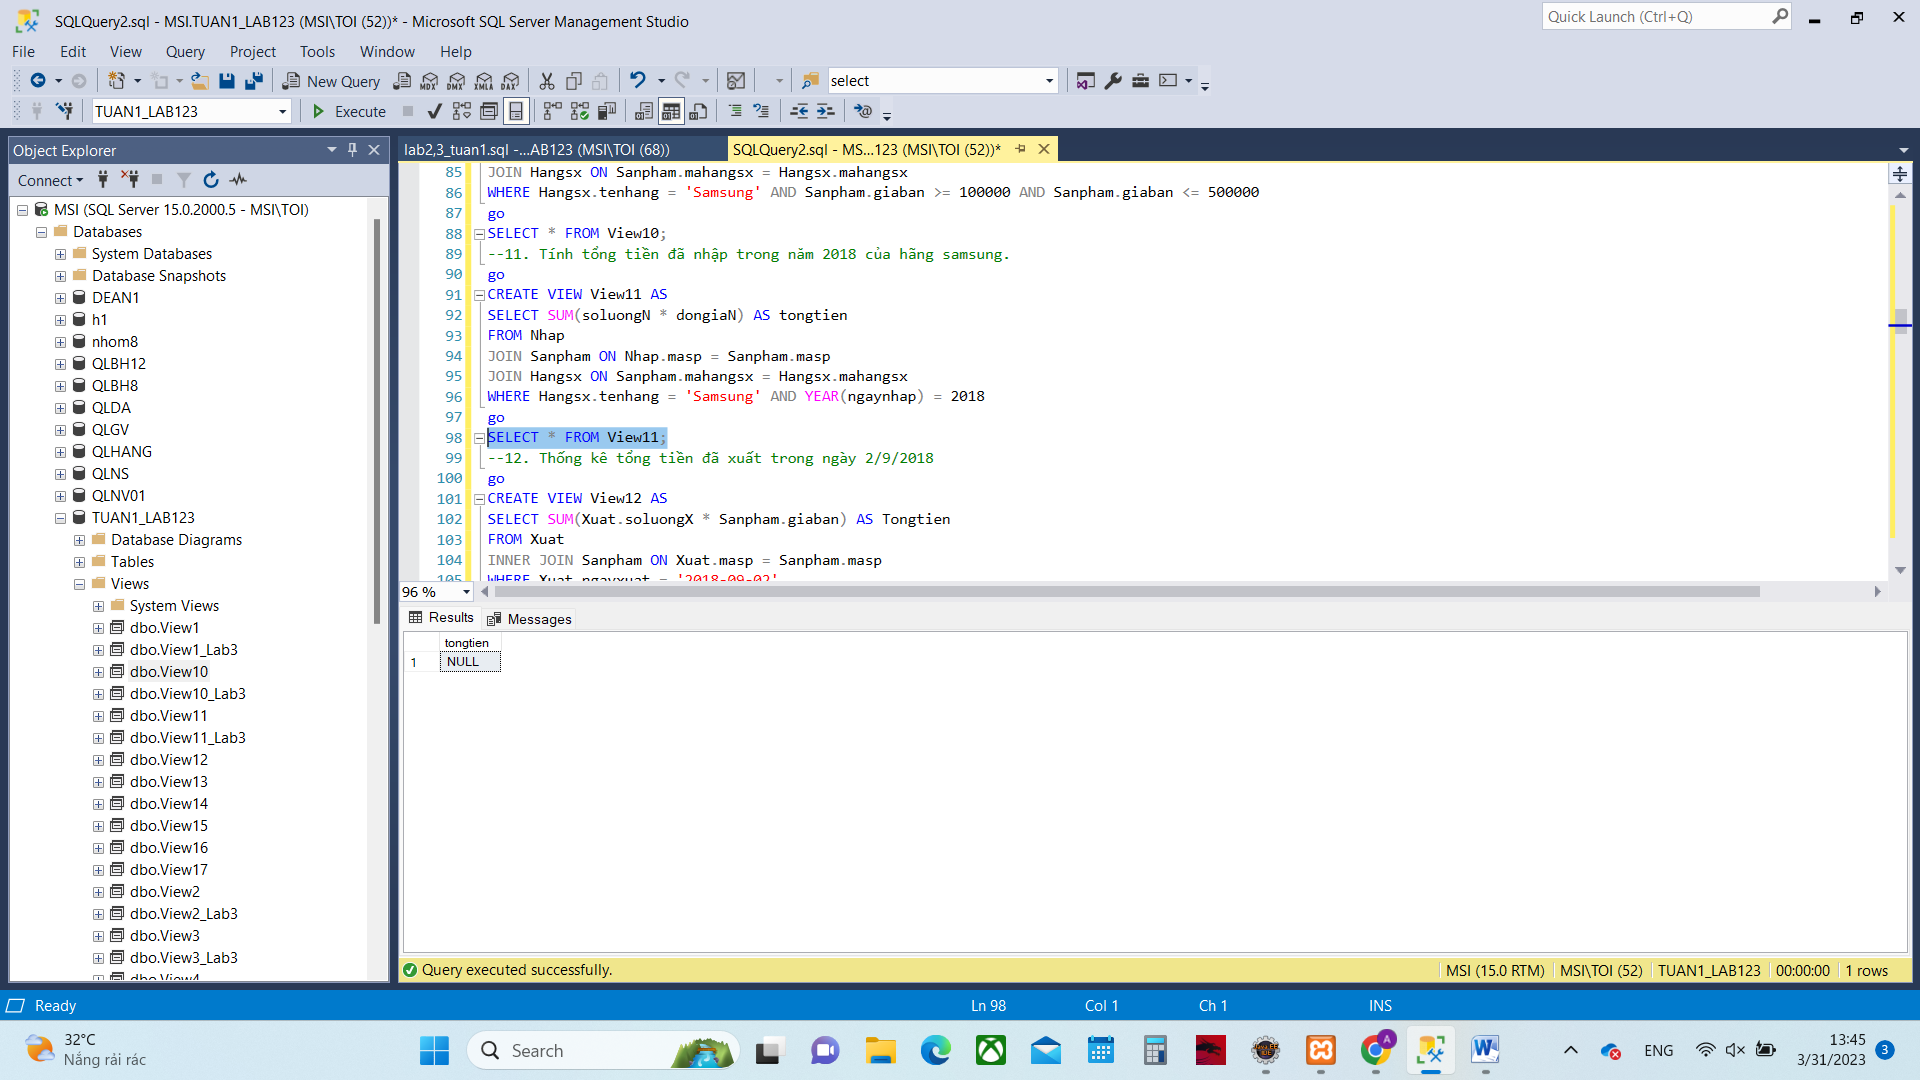 SQLQuery2.sql - MSI.TUAN1_LAB123 (MSI\TOI (52))* - Microsoft SQL Server Management Studio
Quick Launch (Ctrl+Q)
File Edit View Query Project Tools Window Help
New Query
MDX DMX XMLA DAX
select
TUAN1_LAB123
Execute
Object Explorer
Connect
MSI (SQL Server 15.0.2000.5 - MSI\TOI)
Databases
System Databases
Database Snapshots
DEAN1
h1
nhom8
QLBH12
QLBH8
QLDA
QLGV
QLHANG
QLNS
QLNV01
TUAN1_LAB123
Database Diagrams
Tables
Views
System Views
dbo.View1
dbo.View1_Lab3
dbo.View10
dbo.View10_Lab3
dbo.View11
dbo.View11_Lab3
dbo.View12
dbo.View13
dbo.View14
dbo.View15
dbo.View16
dbo.View17
dbo.View2
dbo.View2_Lab3
dbo.View3
dbo.View3_Lab3
dbo.View4
lab2,3_tuan1.sql -...AB123 (MSI\TOI (68))
SQLQuery2.sql - MS...123 (MSI\TOI (52))*
85 JOIN Hangsx ON Sanpham.mahangsx = Hangsx.mahangsx
86 WHERE Hangsx.tenhang = 'Samsung' AND Sanpham.giaban >= 100000 AND Sanpham.giaban <= 500000
87 go
88 SELECT * FROM View10;
89 --11. Tính tổng tiền đã nhập trong năm 2018 của hãng samsung.
90 go
91 CREATE VIEW View11 AS
92 SELECT SUM(soluongN * dongiaN) AS tongtien
93 FROM Nhap
94 JOIN Sanpham ON Nhap.masp = Sanpham.masp
95 JOIN Hangsx ON Sanpham.mahangsx = Hangsx.mahangsx
96 WHERE Hangsx.tenhang = 'Samsung' AND YEAR(ngaynhap) = 2018
97 go
98 SELECT * FROM View11;
99 --12. Thống kê tổng tiền đã xuất trong ngày 2/9/2018
100 go
101 CREATE VIEW View12 AS
102 SELECT SUM(Xuat.soluongX * Sanpham.giaban) AS Tongtien
103 FROM Xuat
104 INNER JOIN Sanpham ON Xuat.masp = Sanpham.masp
105 WHERE Xuat.ngayxuat = '2018-09-02'
96 %
Results Messages
tongtien
1 NULL
Query executed successfully.
MSI (15.0 RTM) MSI\TOI (52) TUAN1_LAB123 00:00:00 1 rows
Ready
Ln 98 Col 1 Ch 1 INS
32°C
Nắng rải rác
Search
A
ENG
13:45
3/31/2023
3